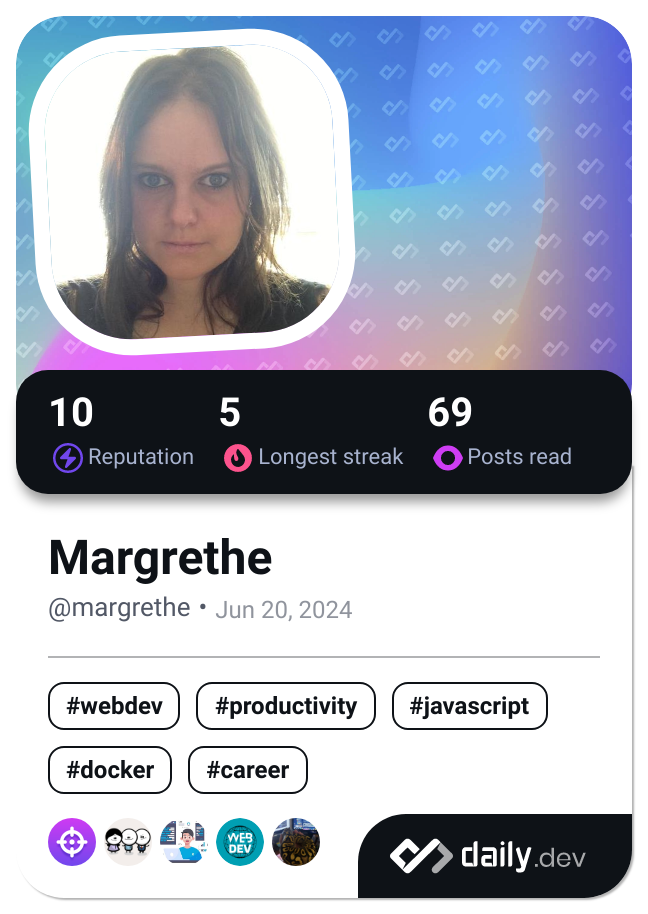 10 5 69
Reputation Longest streak Posts read
Margrethe
@margrethe • Jun 20, 2024
#webdev #productivity #javascript
#docker #career
WEB
DEV
daily.dev